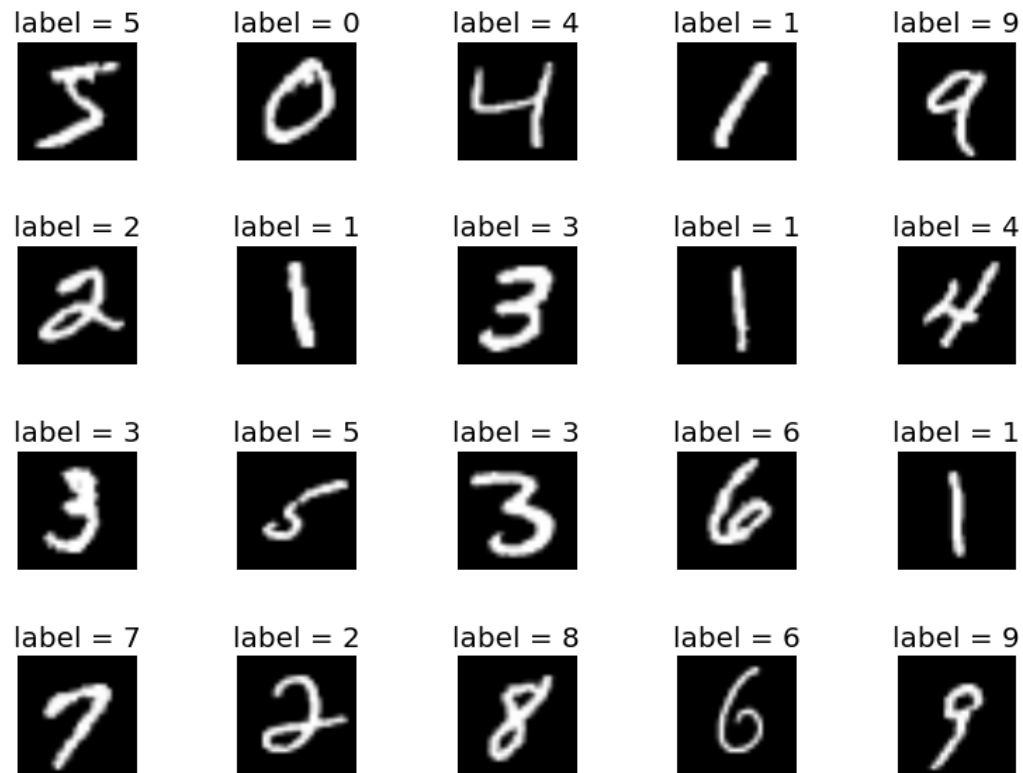 label = 5 label = 0 label = 4 label = 1 label = 9
5 0 4 1 9
label = 2 label = 1 label = 3 label = 1 label = 4
2 1 3 1 4
label = 3 label = 5 label = 3 label = 6 label = 1
3 5 3 6 1
label = 7 label = 2 label = 8 label = 6 label = 9
7 2 8 6 9